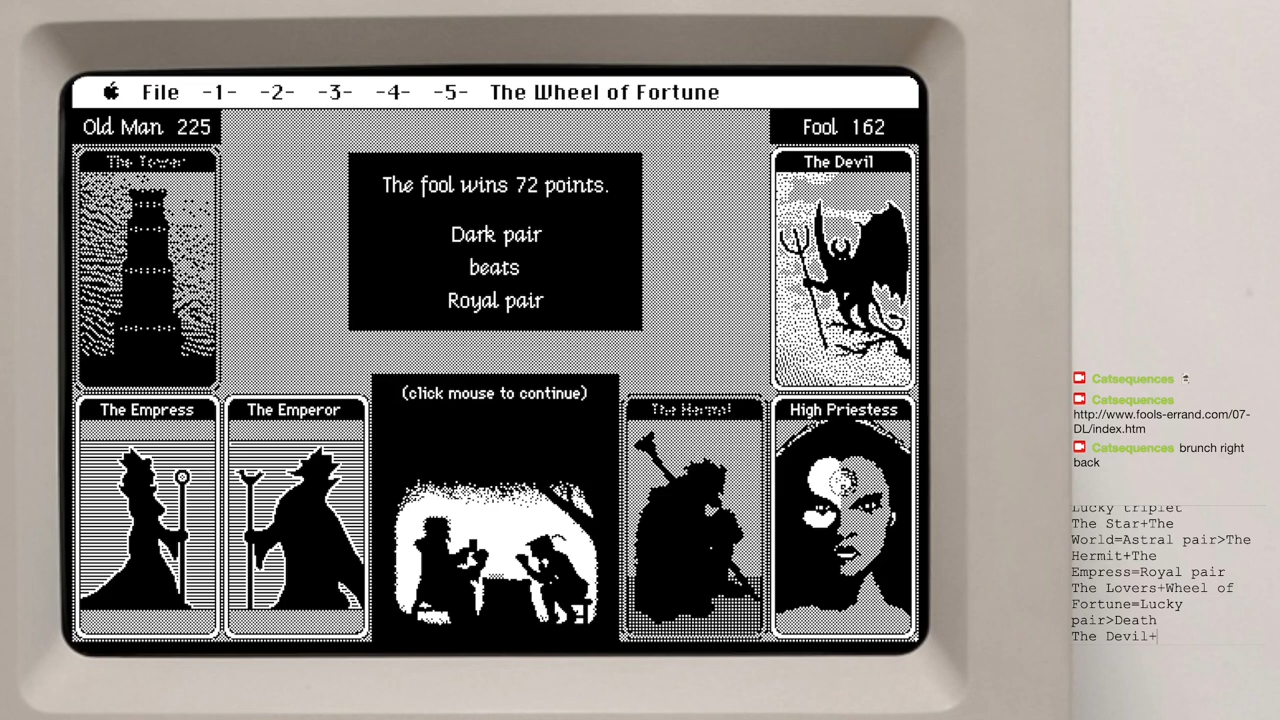 File -1- -2- -3- -4- -5- The Wheel of Fortune
Old Man 225
Fool 162
The Tower
The Devil
The fool wins 72 points.
Dark pair
beats
Royal pair
(click mouse to continue)
The Empress
The Emperor
The Hermit
High Priestess
Catsequences
Catsequences
http://www.fools-errand.com/07-
DL/index.htm
Catsequences brunch right
back
Lucky triplet
The Star+The
World=Astral pair>The
Hermit+The
Empress=Royal pair
The Lovers+Wheel of
Fortune=Lucky
pair>Death
The Devil+